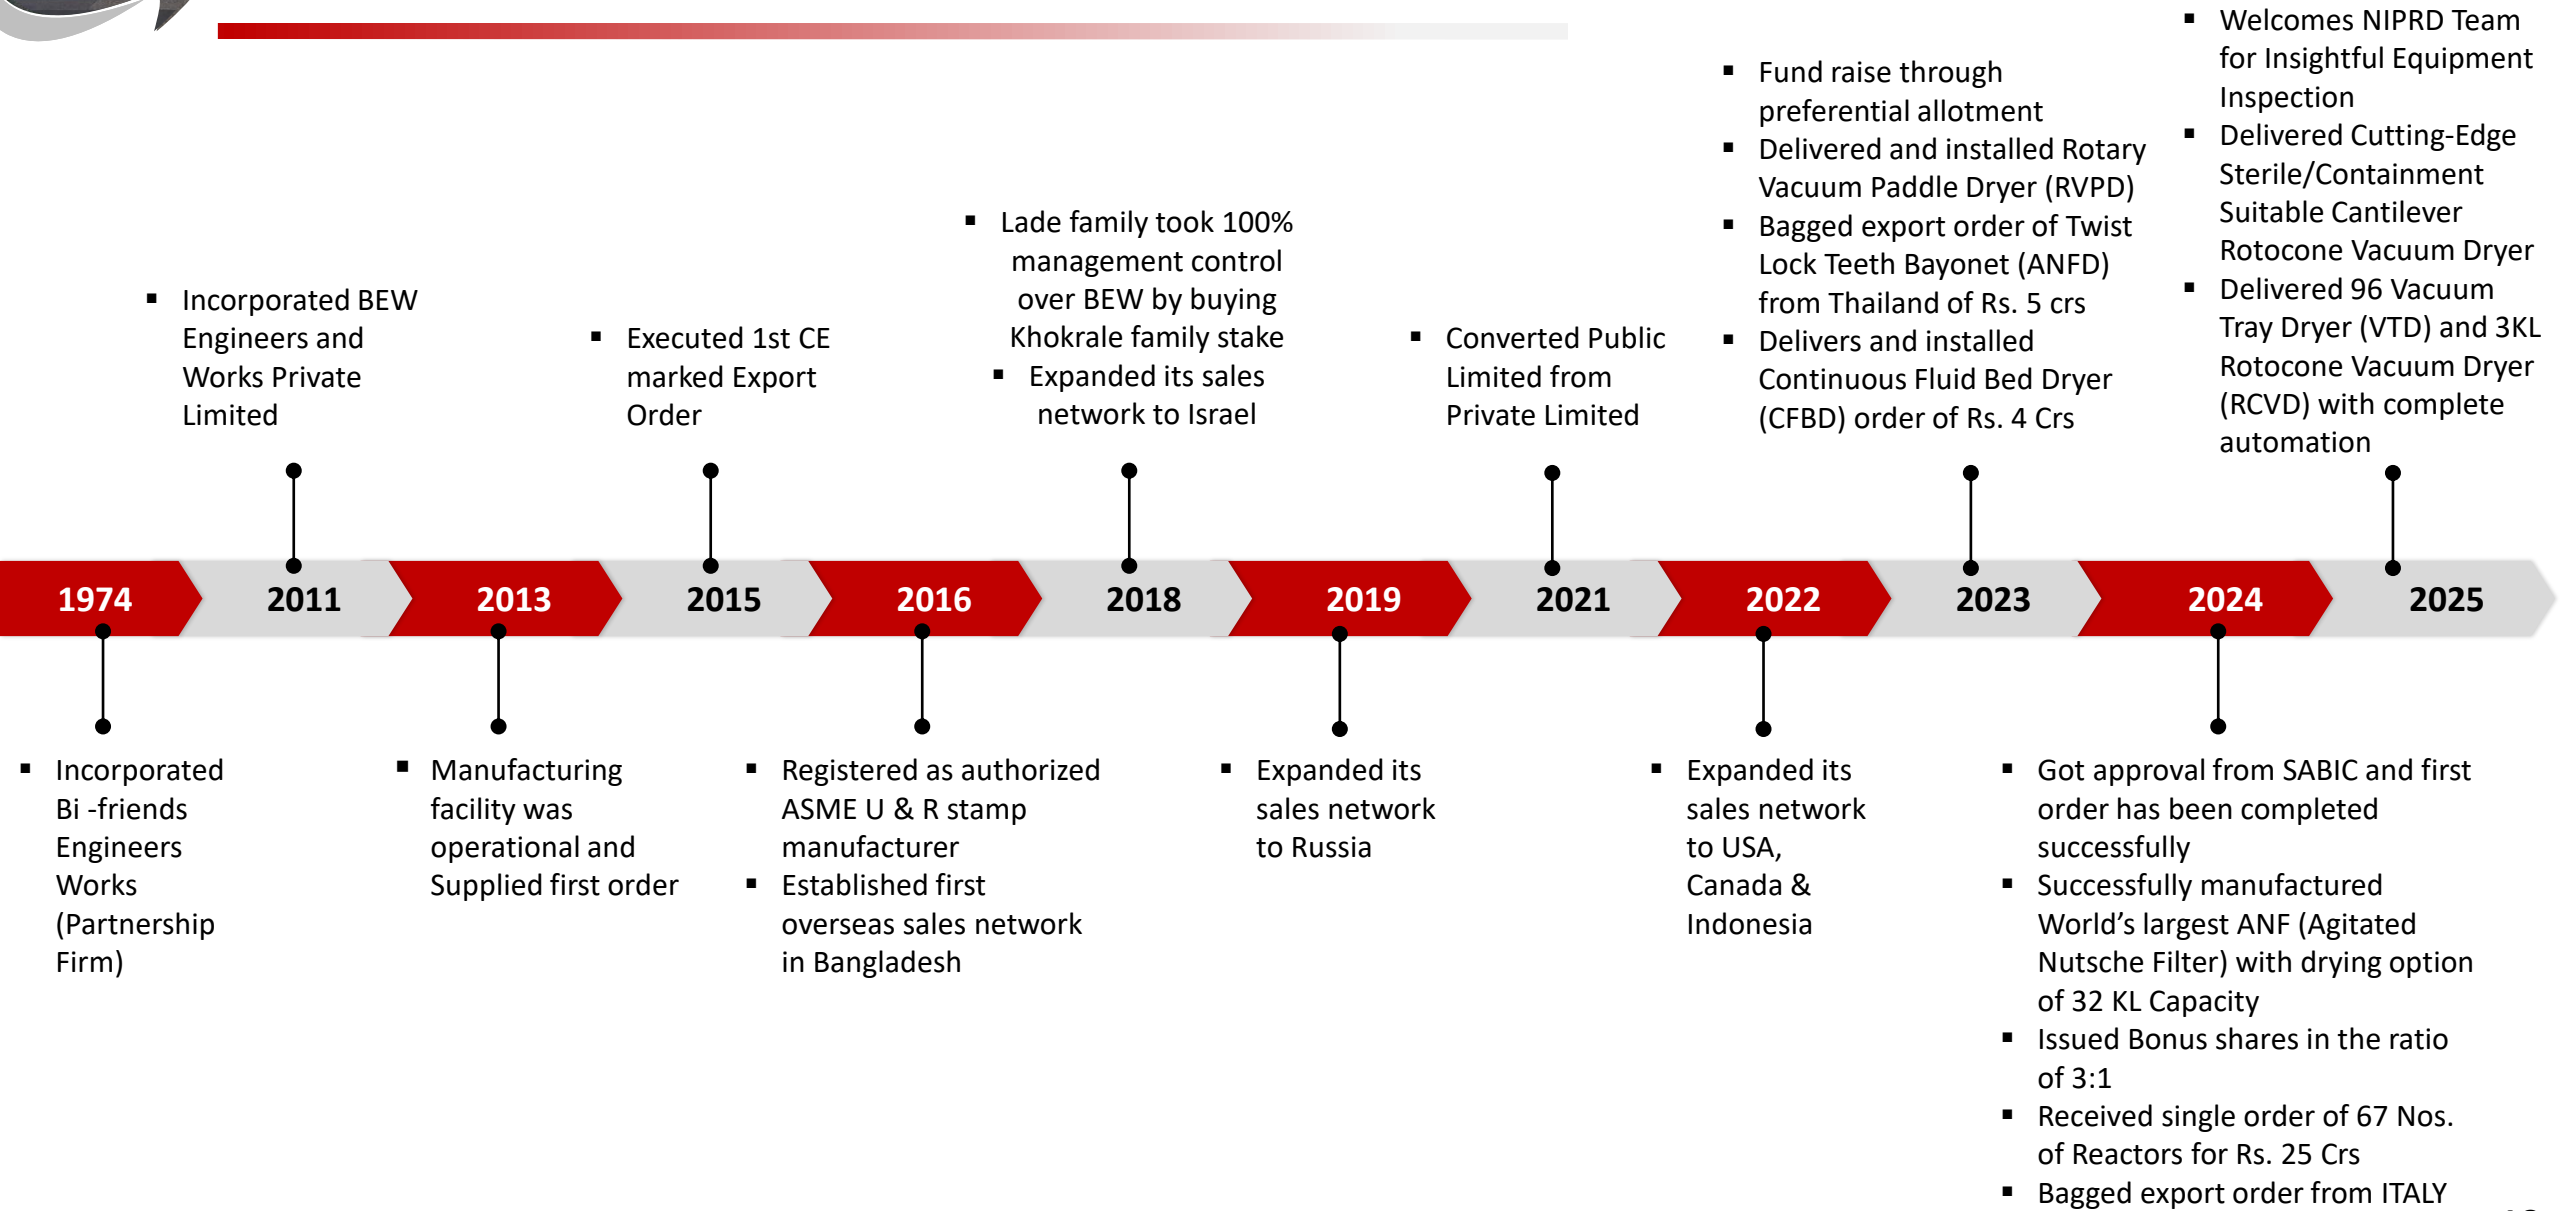 ▪ Incorporated BEW
Engineers and
Works Private
Limited
▪ Executed 1st CE
marked Export
Order
▪ Lade family took 100%
management control
over BEW by buying
Khokrale family stake
▪ Expanded its sales
network to Israel
▪ Converted Public
Limited from
Private Limited
▪ Fund raise through
preferential allotment
▪ Delivered and installed Rotary
Vacuum Paddle Dryer (RVPD)
▪ Bagged export order of Twist
Lock Teeth Bayonet (ANFD)
from Thailand of Rs. 5 crs
▪ Delivers and installed
Continuous Fluid Bed Dryer
(CFBD) order of Rs. 4 Crs
▪ Welcomes NIPRD Team
for Insightful Equipment
Inspection
▪ Delivered Cutting-Edge
Sterile/Containment
Suitable Cantilever
Rotocone Vacuum Dryer
▪ Delivered 96 Vacuum
Tray Dryer (VTD) and 3KL
Rotocone Vacuum Dryer
(RCVD) with complete
automation
1974
2011
2013
2015
2016
2018
2019
2021
2022
2023
2024
2025
▪ Incorporated
Bi -friends
Engineers
Works
(Partnership
Firm)
▪ Manufacturing
facility was
operational and
Supplied first order
▪ Registered as authorized
ASME U & R stamp
manufacturer
▪ Established first
overseas sales network
in Bangladesh
▪ Expanded its
sales network
to Russia
▪ Expanded its
sales network
to USA,
Canada &
Indonesia
▪ Got approval from SABIC and first
order has been completed
successfully
▪ Successfully manufactured
World’s largest ANF (Agitated
Nutsche Filter) with drying option
of 32 KL Capacity
▪ Issued Bonus shares in the ratio
of 3:1
▪ Received single order of 67 Nos.
of Reactors for Rs. 25 Crs
▪ Bagged export order from ITALY